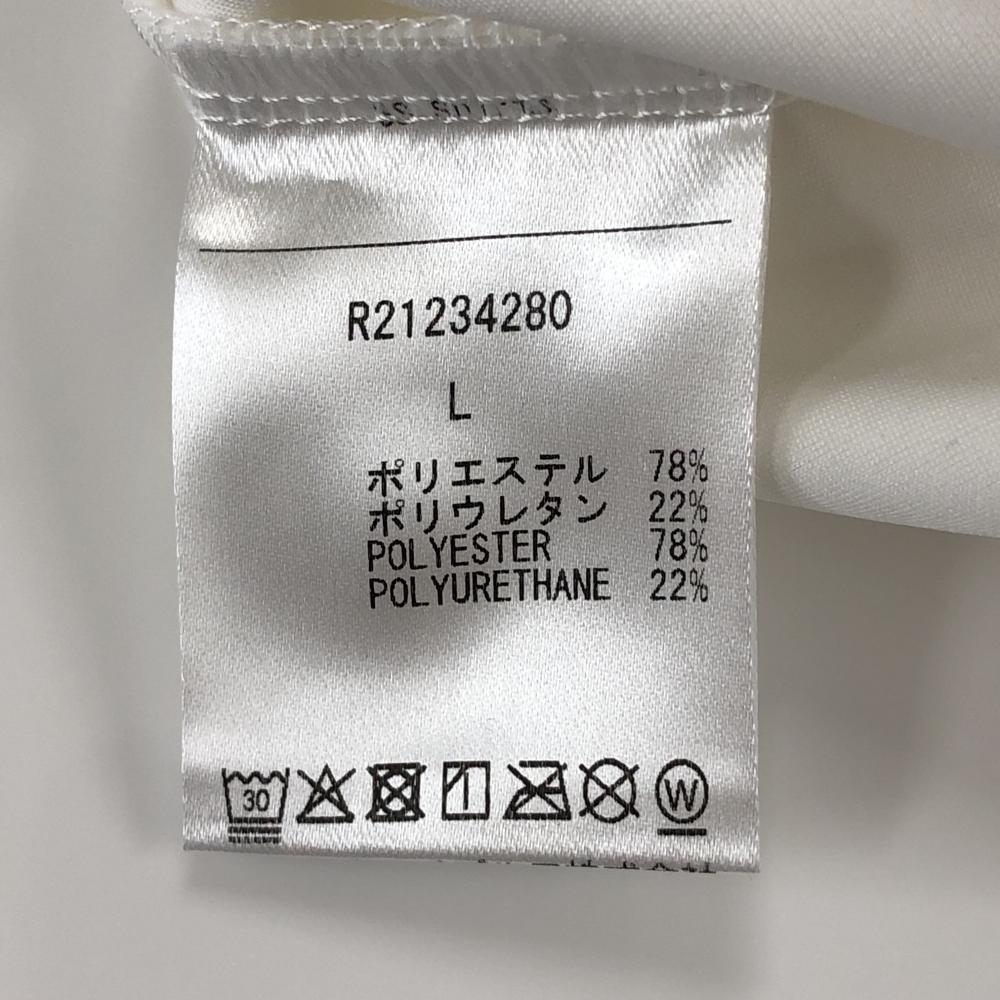 R21234280
L
ポリエステル 78%
ポリウレタン 22%
POLYESTER 78%
POLYURETHANE 22%
30
W